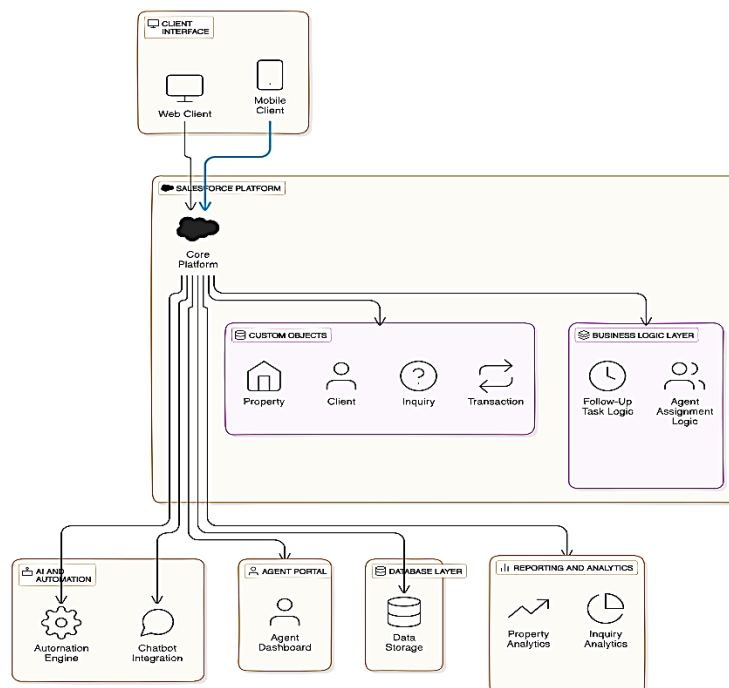 CLIENT
INTERFACE
Web Client
Mobile
Client
SALESFORCE PLATFORM
Core
Platform
CUSTOM OBJECTS
Property
Client
Inquiry
Transaction
BUSINESS LOGIC LAYER
Follow-Up
Task Logic
Agent
Assignment
Logic
AI AND
AUTOMATION
Automation
Engine
Chatbot
Integration
AGENT PORTAL
Agent
Dashboard
DATABASE LAYER
Data
Storage
REPORTING AND ANALYTICS
Property
Analytics
Inquiry
Analytics